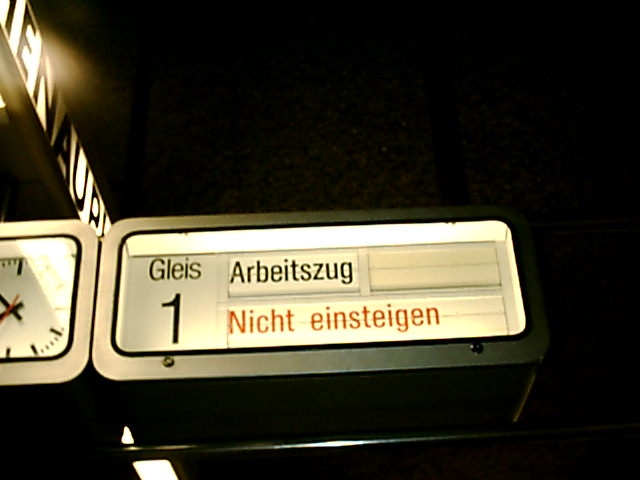 Gleis
1
Arbeitszug
Nicht einsteigen